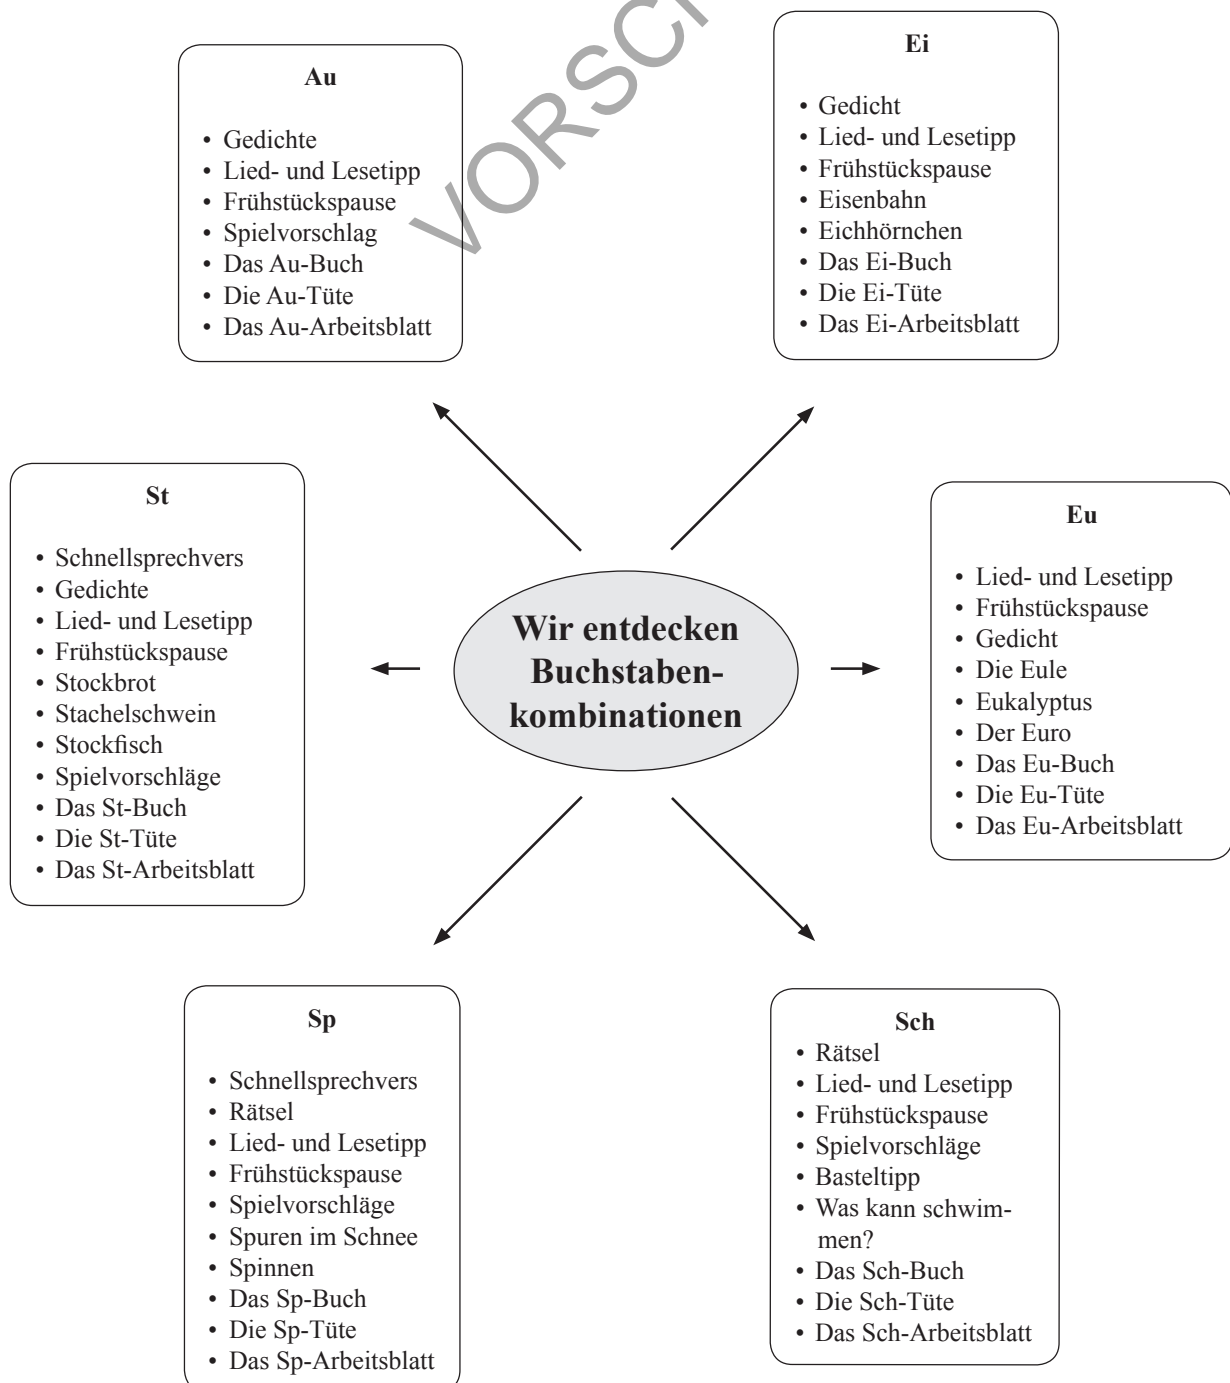 Au
• Gedichte
• Lied- und Lesetipp
• Frühstückspause
• Spielvorschlag
• Das Au-Buch
• Die Au-Tüte
• Das Au-Arbeitsblatt
Ei
• Gedicht
• Lied- und Lesetipp
• Frühstückspause
• Eisenbahn
• Eichhörnchen
• Das Ei-Buch
• Die Ei-Tüte
• Das Ei-Arbeitsblatt
VORSC
St
• Schnellsprechvers
• Gedichte
• Lied- und Lesetipp
• Frühstückspause
• Stockbrot
• Stachelschwein
• Stockfisch
• Spielvorschläge
• Das St-Buch
• Die St-Tüte
• Das St-Arbeitsblatt
Wir entdecken
Buchstaben-
kombinationen
Eu
• Lied- und Lesetipp
• Frühstückspause
• Gedicht
• Die Eule
• Eukalyptus
• Der Euro
• Das Eu-Buch
• Die Eu-Tüte
• Das Eu-Arbeitsblatt
Sp
• Schnellsprechvers
• Rätsel
• Lied- und Lesetipp
• Frühstückspause
• Spielvorschläge
• Spuren im Schnee
• Spinnen
• Das Sp-Buch
• Die Sp-Tüte
• Das Sp-Arbeitsblatt
Sch
• Rätsel
• Lied- und Lesetipp
• Frühstückspause
• Spielvorschläge
• Basteltipp
• Was kann schwim-
men?
• Das Sch-Buch
• Die Sch-Tüte
• Das Sch-Arbeitsblatt